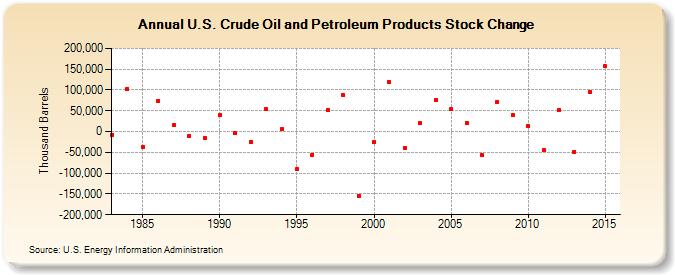 Annual U.S. Crude Oil and Petroleum Products Stock Change
Thousand Barrels
200,000
150,000
100,000
50,000
0
-50,000
-100,000
-150,000
-200,000
1985 1990 1995 2000 2005 2010 2015
Source: U.S. Energy Information Administration